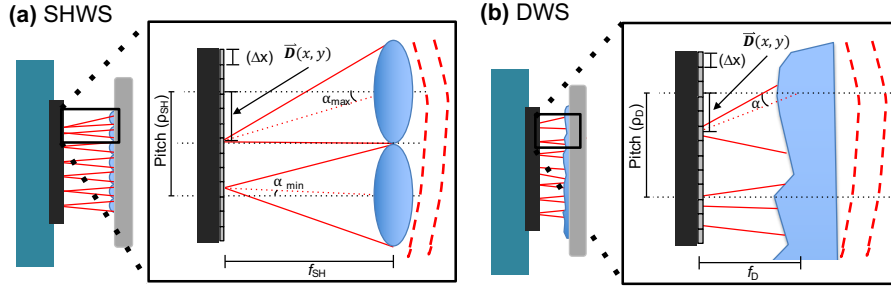 (a) SHWS
(Δx)
D(x, y)
αmax
Pitch (ρSH)
α min
fSH
(b) DWS
(Δx)
D(x, y)
α
Pitch (ρD)
fD